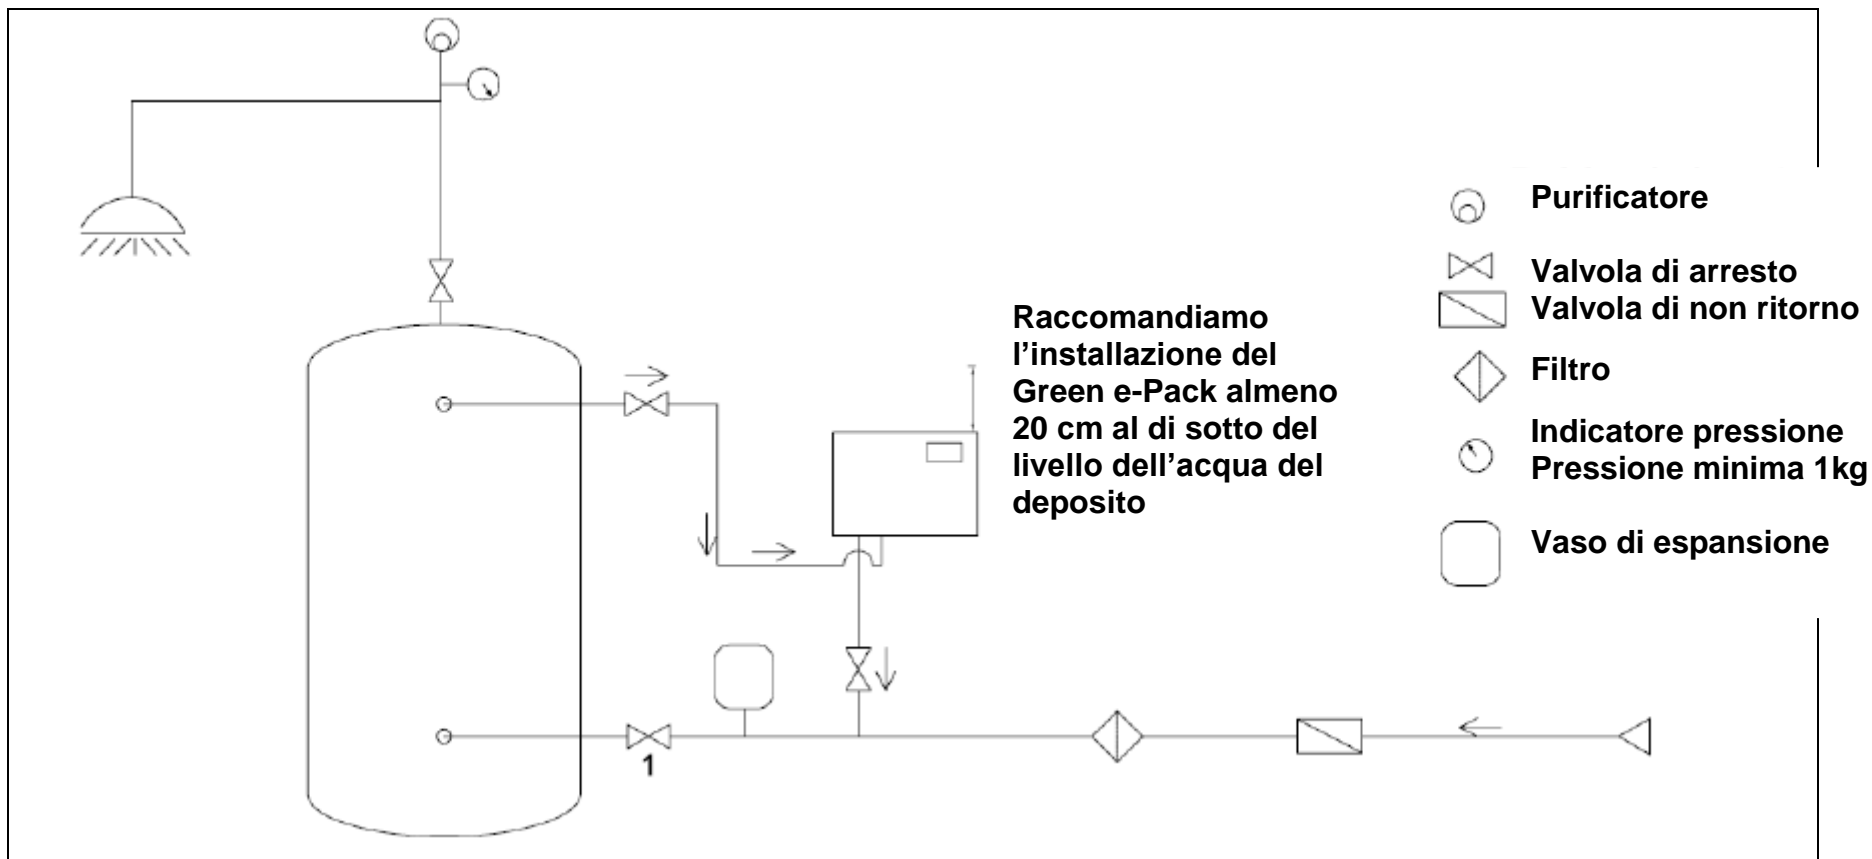 Raccomandiamo
l’installazione del
Green e-Pack almeno
20 cm al di sotto del
livello dell’acqua del
deposito
1
Purificatore
Valvola di arresto
Valvola di non ritorno
Filtro
Indicatore pressione
Pressione minima 1kg
Vaso di espansione